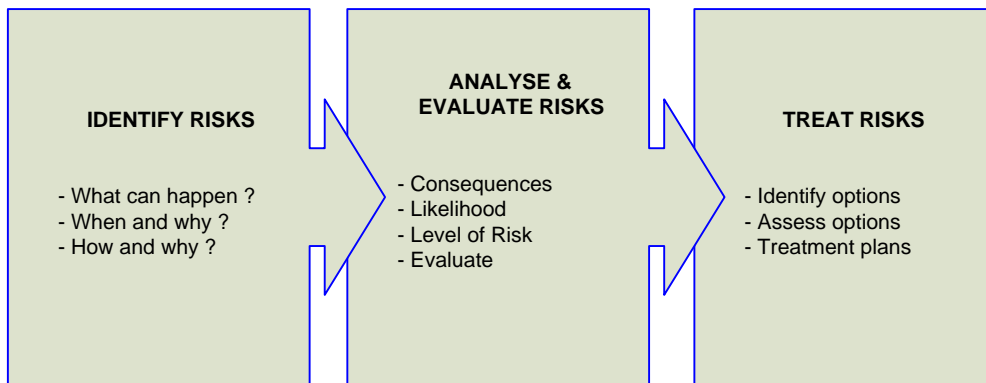 IDENTIFY RISKS
- What can happen ?
- When and why ?
- How and why ?
ANALYSE &
EVALUATE RISKS
- Consequences
- Likelihood
- Level of Risk
- Evaluate
TREAT RISKS
- Identify options
- Assess options
- Treatment plans